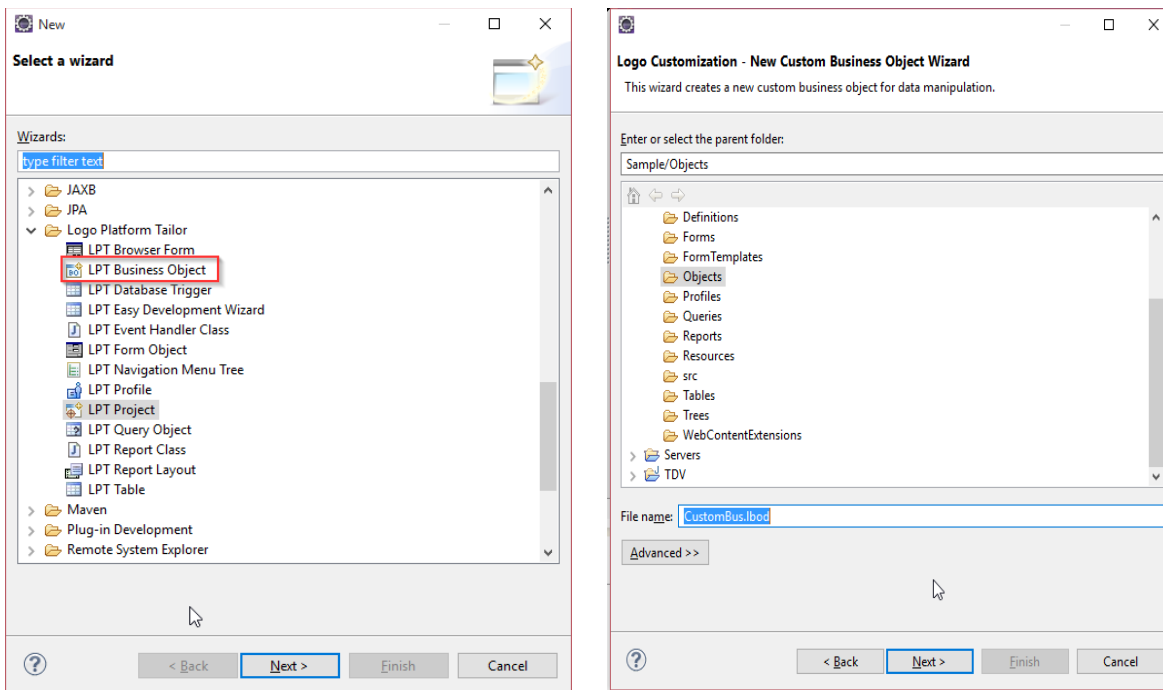 New
Select a wizard
Wizards:
type filter text
JAXB
JPA
Logo Platform Tailor
LPT Browser Form
LPT Business Object
LPT Database Trigger
LPT Easy Development Wizard
LPT Event Handler Class
LPT Form Object
LPT Navigation Menu Tree
LPT Profile
LPT Project
LPT Query Object
LPT Report Class
LPT Report Layout
LPT Table
Maven
Plug-in Development
Remote System Explorer
< Back
Next >
Finish
Cancel
Logo Customization - New Custom Business Object Wizard
This wizard creates a new custom business object for data manipulation.
Enter or select the parent folder:
Sample/Objects
Definitions
Forms
FormTemplates
Objects
Profiles
Queries
Reports
Resources
src
Tables
Trees
WebContentExtensions
Servers
TDV
File name: CustomBus.lbod
Advanced >>
< Back
Next >
Finish
Cancel